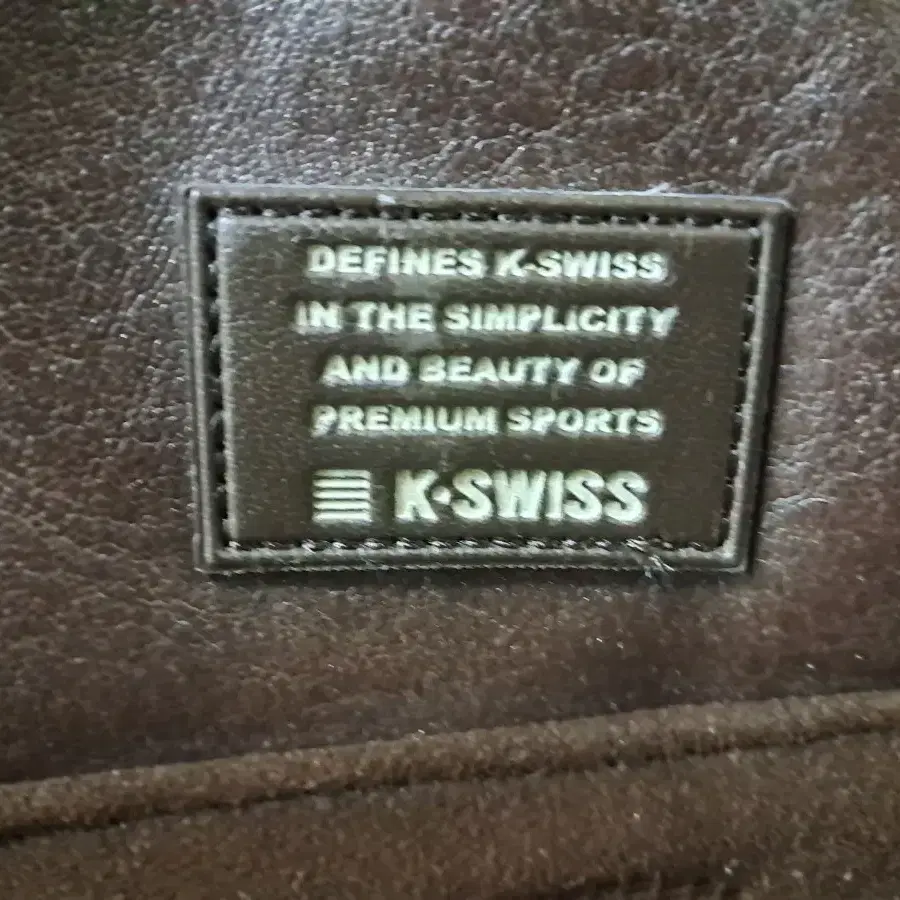 DEFINES K-SWISS
IN THE SIMPLICITY
AND BEAUTY OF
PREMIUM SPORTS
K•SWISS